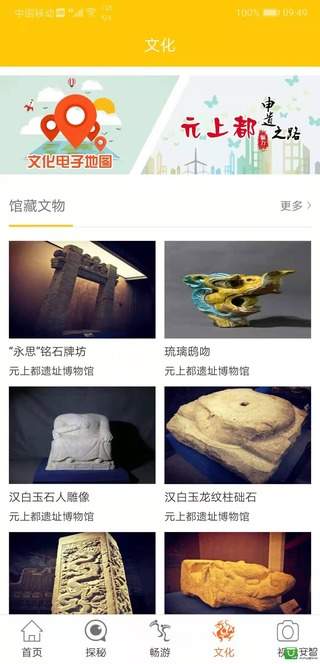 中国移动 4G 100% 09:49
文化
文化电子地图
元上都 申遗之路
馆藏文物
更多
“永思”铭石牌坊
元上都遗址博物馆
琉璃鸱吻
元上都遗址博物馆
汉白玉石人雕像
元上都遗址博物馆
汉白玉龙纹柱础石
元上都遗址博物馆
首页 探秘 畅游 文化
安智